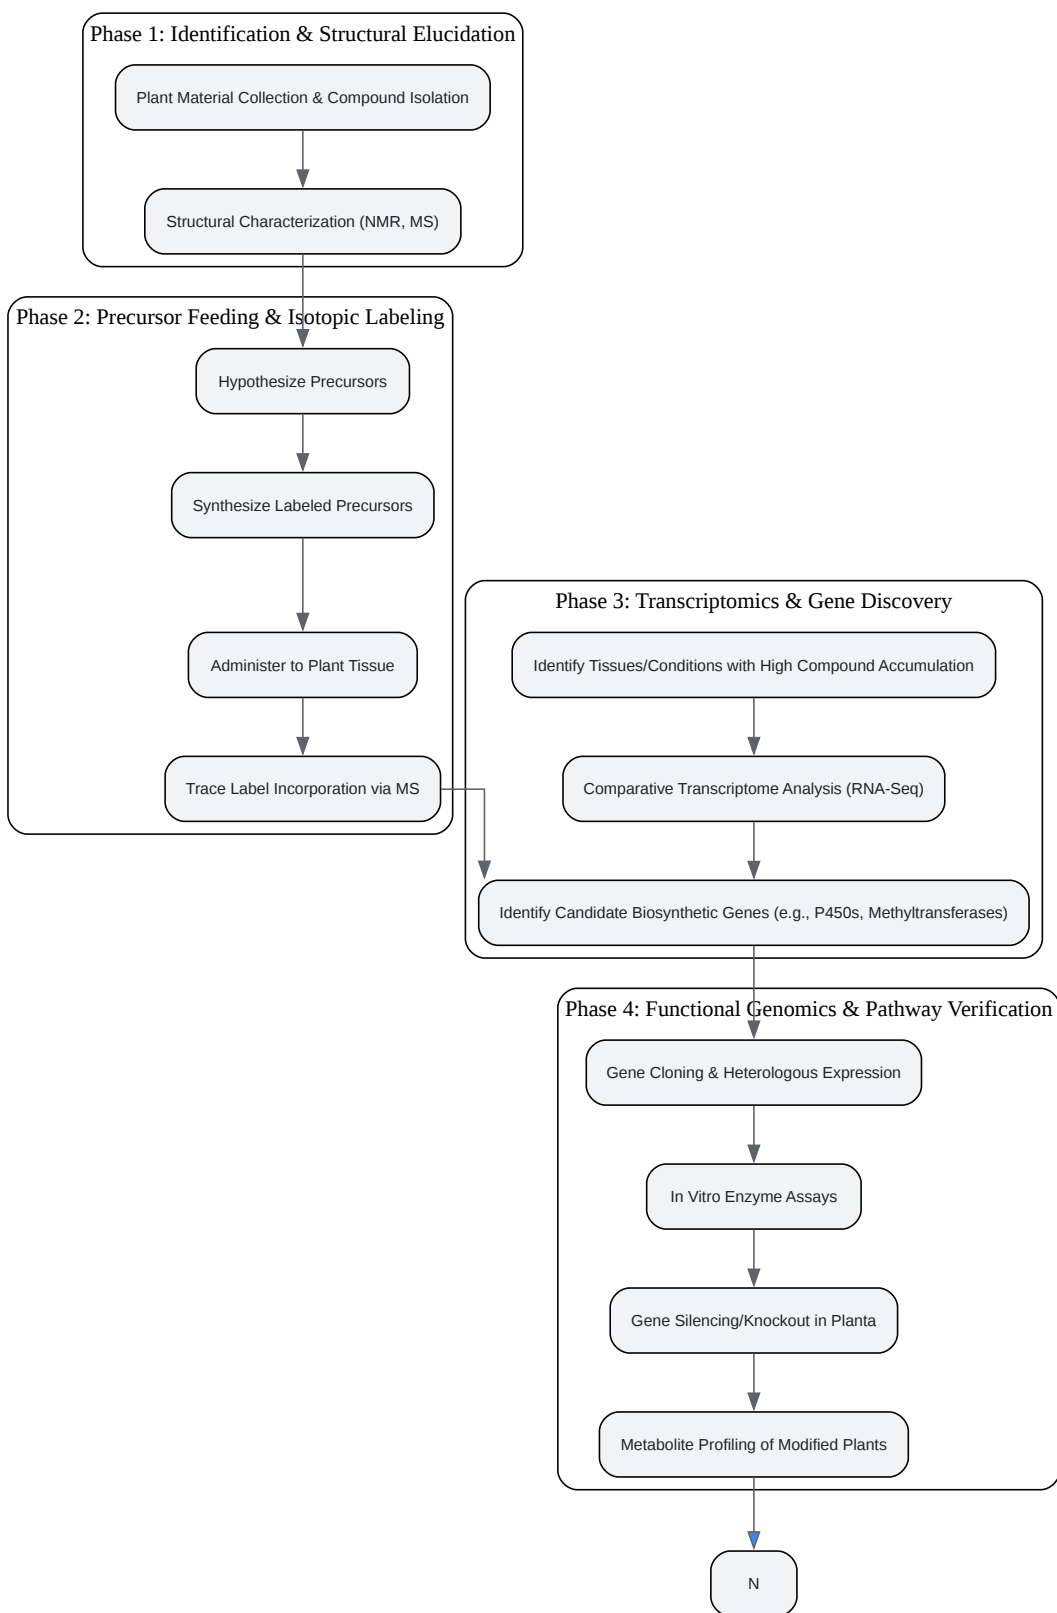 Phase 1: Identification & Structural Elucidation
Plant Material Collection & Compound Isolation
Structural Characterization (NMR, MS)
Phase 2: Precursor Feeding & Isotopic Labeling
Hypothesize Precursors
Synthesize Labeled Precursors
Administer to Plant Tissue
Trace Label Incorporation via MS
Phase 3: Transcriptomics & Gene Discovery
Identify Tissues/Conditions with High Compound Accumulation
Comparative Transcriptome Analysis (RNA-Seq)
Identify Candidate Biosynthetic Genes (e.g., P450s, Methyltransferases)
Phase 4: Functional Genomics & Pathway Verification
Gene Cloning & Heterologous Expression
In Vitro Enzyme Assays
Gene Silencing/Knockout in Planta
Metabolite Profiling of Modified Plants
N